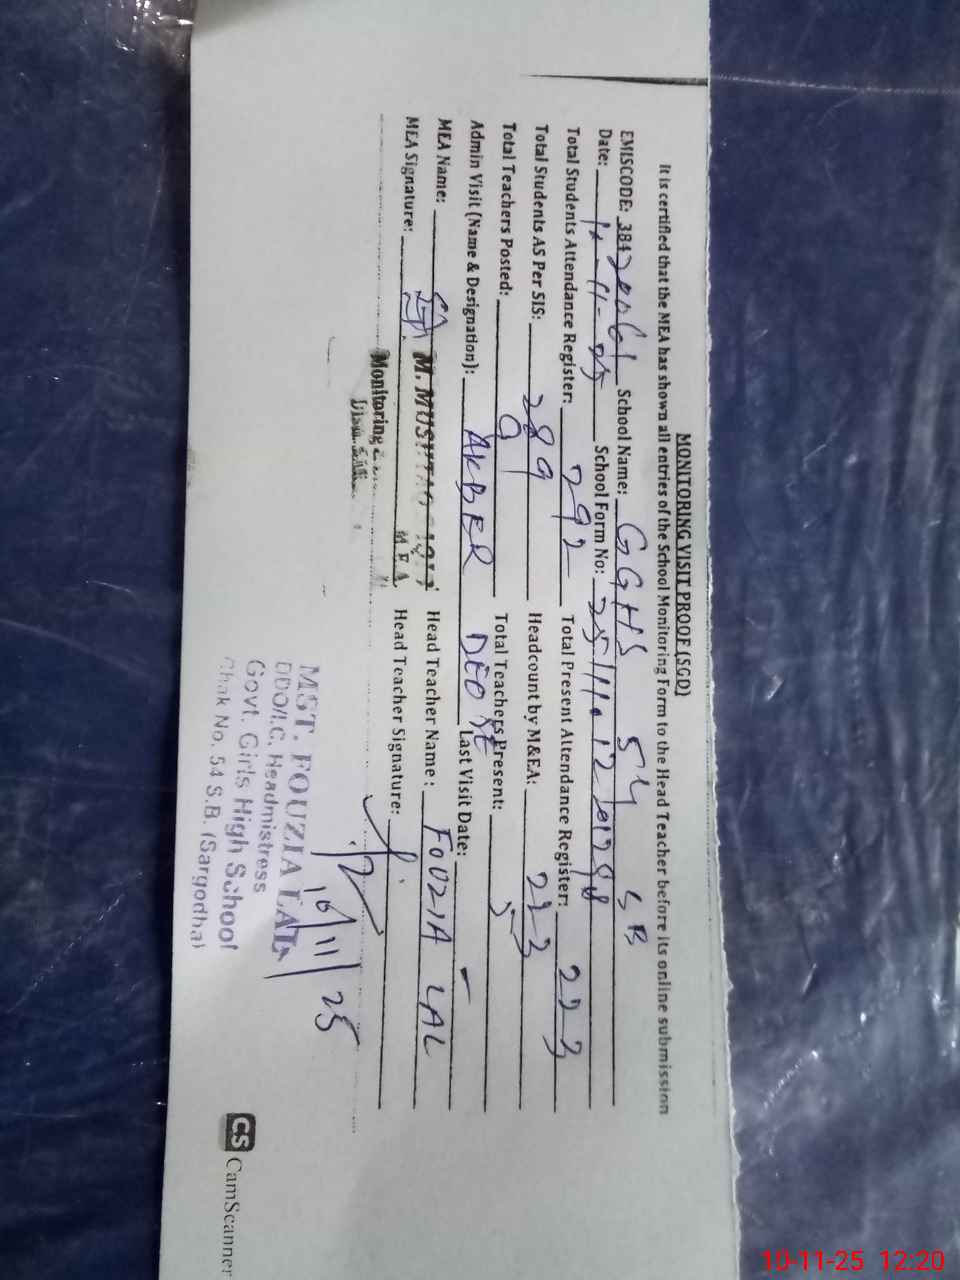 MONITORING VISIT PROOF (SGD)
It is certified that the MEA has shown all entries of the School Monitoring Form to the Head Teacher before its online submission
EMISCODE: 38420061 School Name: GGHS 54 SB
Date: -11-25 School Form No:
Total Students Attendance Register: 292 Total Present Attendance Register: 223
Total Students AS Per SIS: 289 Headcount by M&EA: 223
Total Teachers Posted: 9 Total Teachers Present:
Admin Visit (Name & Designation): AKBER DEO SE Last Visit Date: -
MEA Name: M. MUSHTAQ Head Teacher Name : FOUZIA LAL
MEA Signature: M E A Head Teacher Signature:
Monitoring
10/11/25
MST. FOUZIA LAL
DDO/I.C. Headmistress
Govt. Girls High School
Chak No. 54 S.B. (Sargodha)
CS CamScanner
10-11-25 12:20